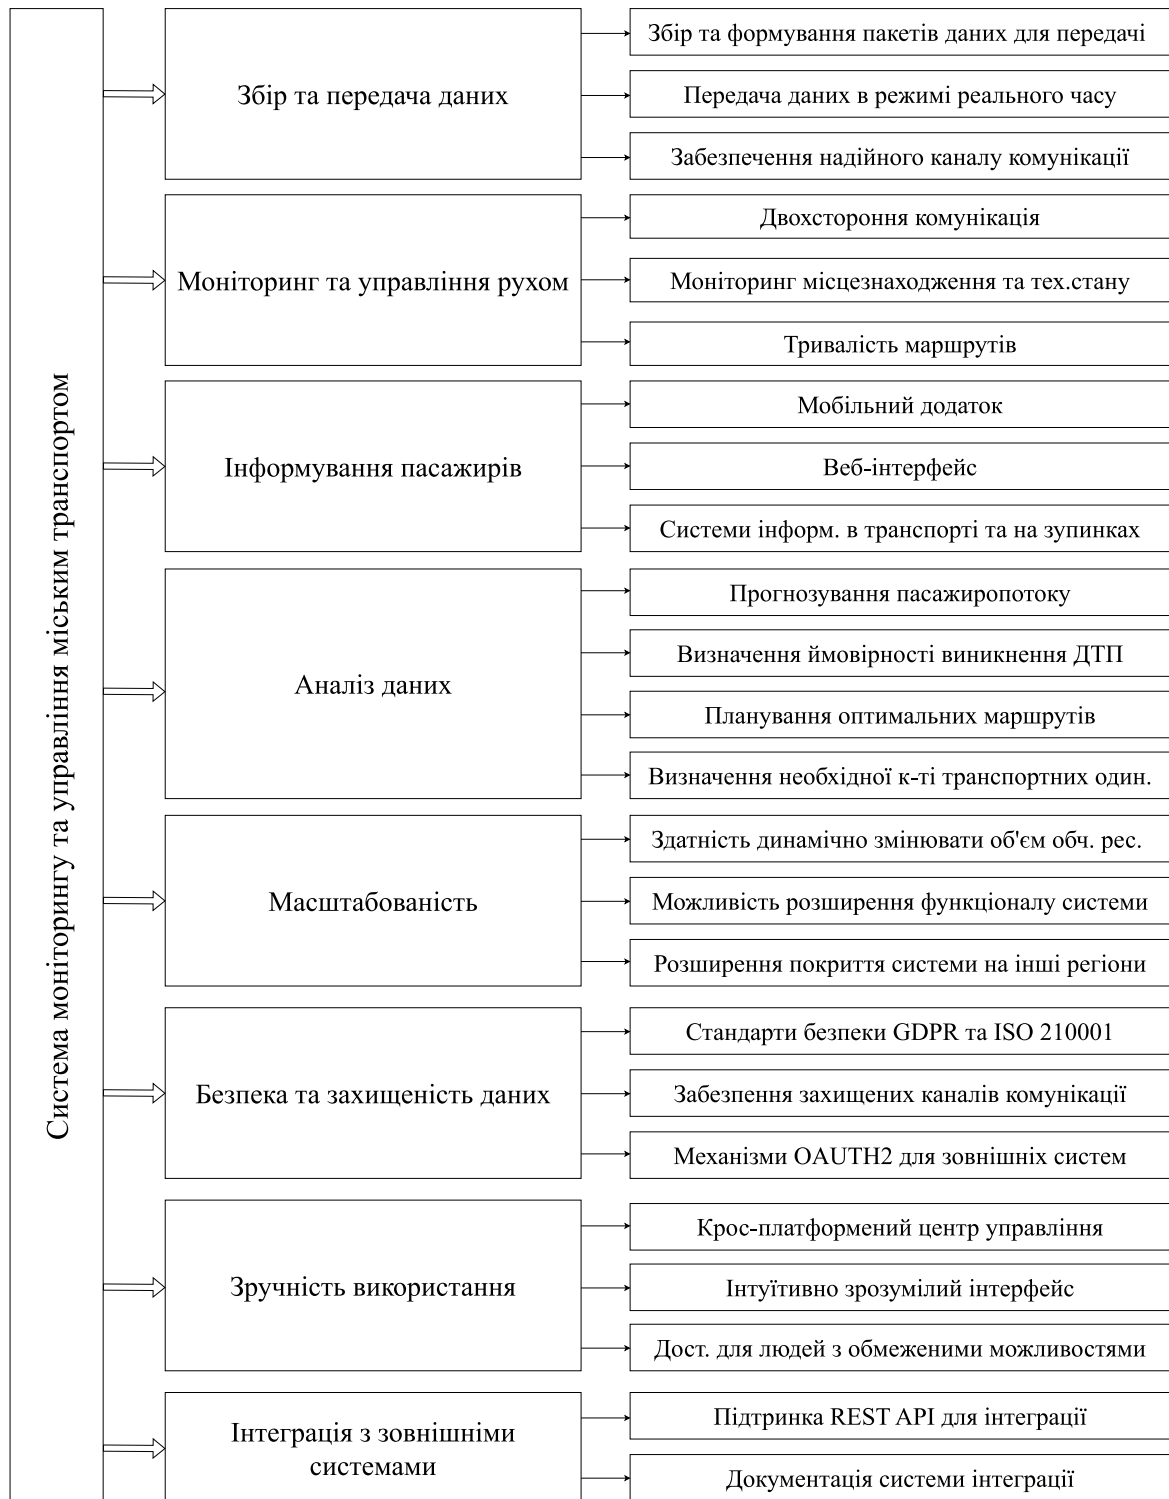 Система моніторингу та управління міським транспортом
Збір та передача даних
Збір та формування пакетів даних для передачі
Передача даних в режимі реального часу
Забезпечення надійного каналу комунікації
Моніторинг та управління рухом
Двохстороння комунікація
Моніторинг місцезнаходження та тех.стану
Тривалість маршрутів
Інформування пасажирів
Мобільний додаток
Веб-інтерфейс
Системи інформ. в транспорті та на зупинках
Аналіз даних
Прогнозування пасажиропотоку
Визначення ймовірності виникнення ДТП
Планування оптимальних маршрутів
Визначення необхідної к-ті транспортних один.
Масштабованість
Здатність динамічно змінювати об'єм обч. рес.
Можливість розширення функціоналу системи
Розширення покриття системи на інші регіони
Безпека та захищеність даних
Стандарти безпеки GDPR та ISO 210001
Забезпення захищених каналів комунікації
Механізми OAUTH2 для зовнішніх систем
Зручність використання
Крос-платформений центр управління
Інтуїтивно зрозумілий інтерфейс
Дост. для людей з обмеженими можливостями
Інтеграція з зовнішніми
системами
Підтринка REST API для інтеграції
Документація системи інтеграції